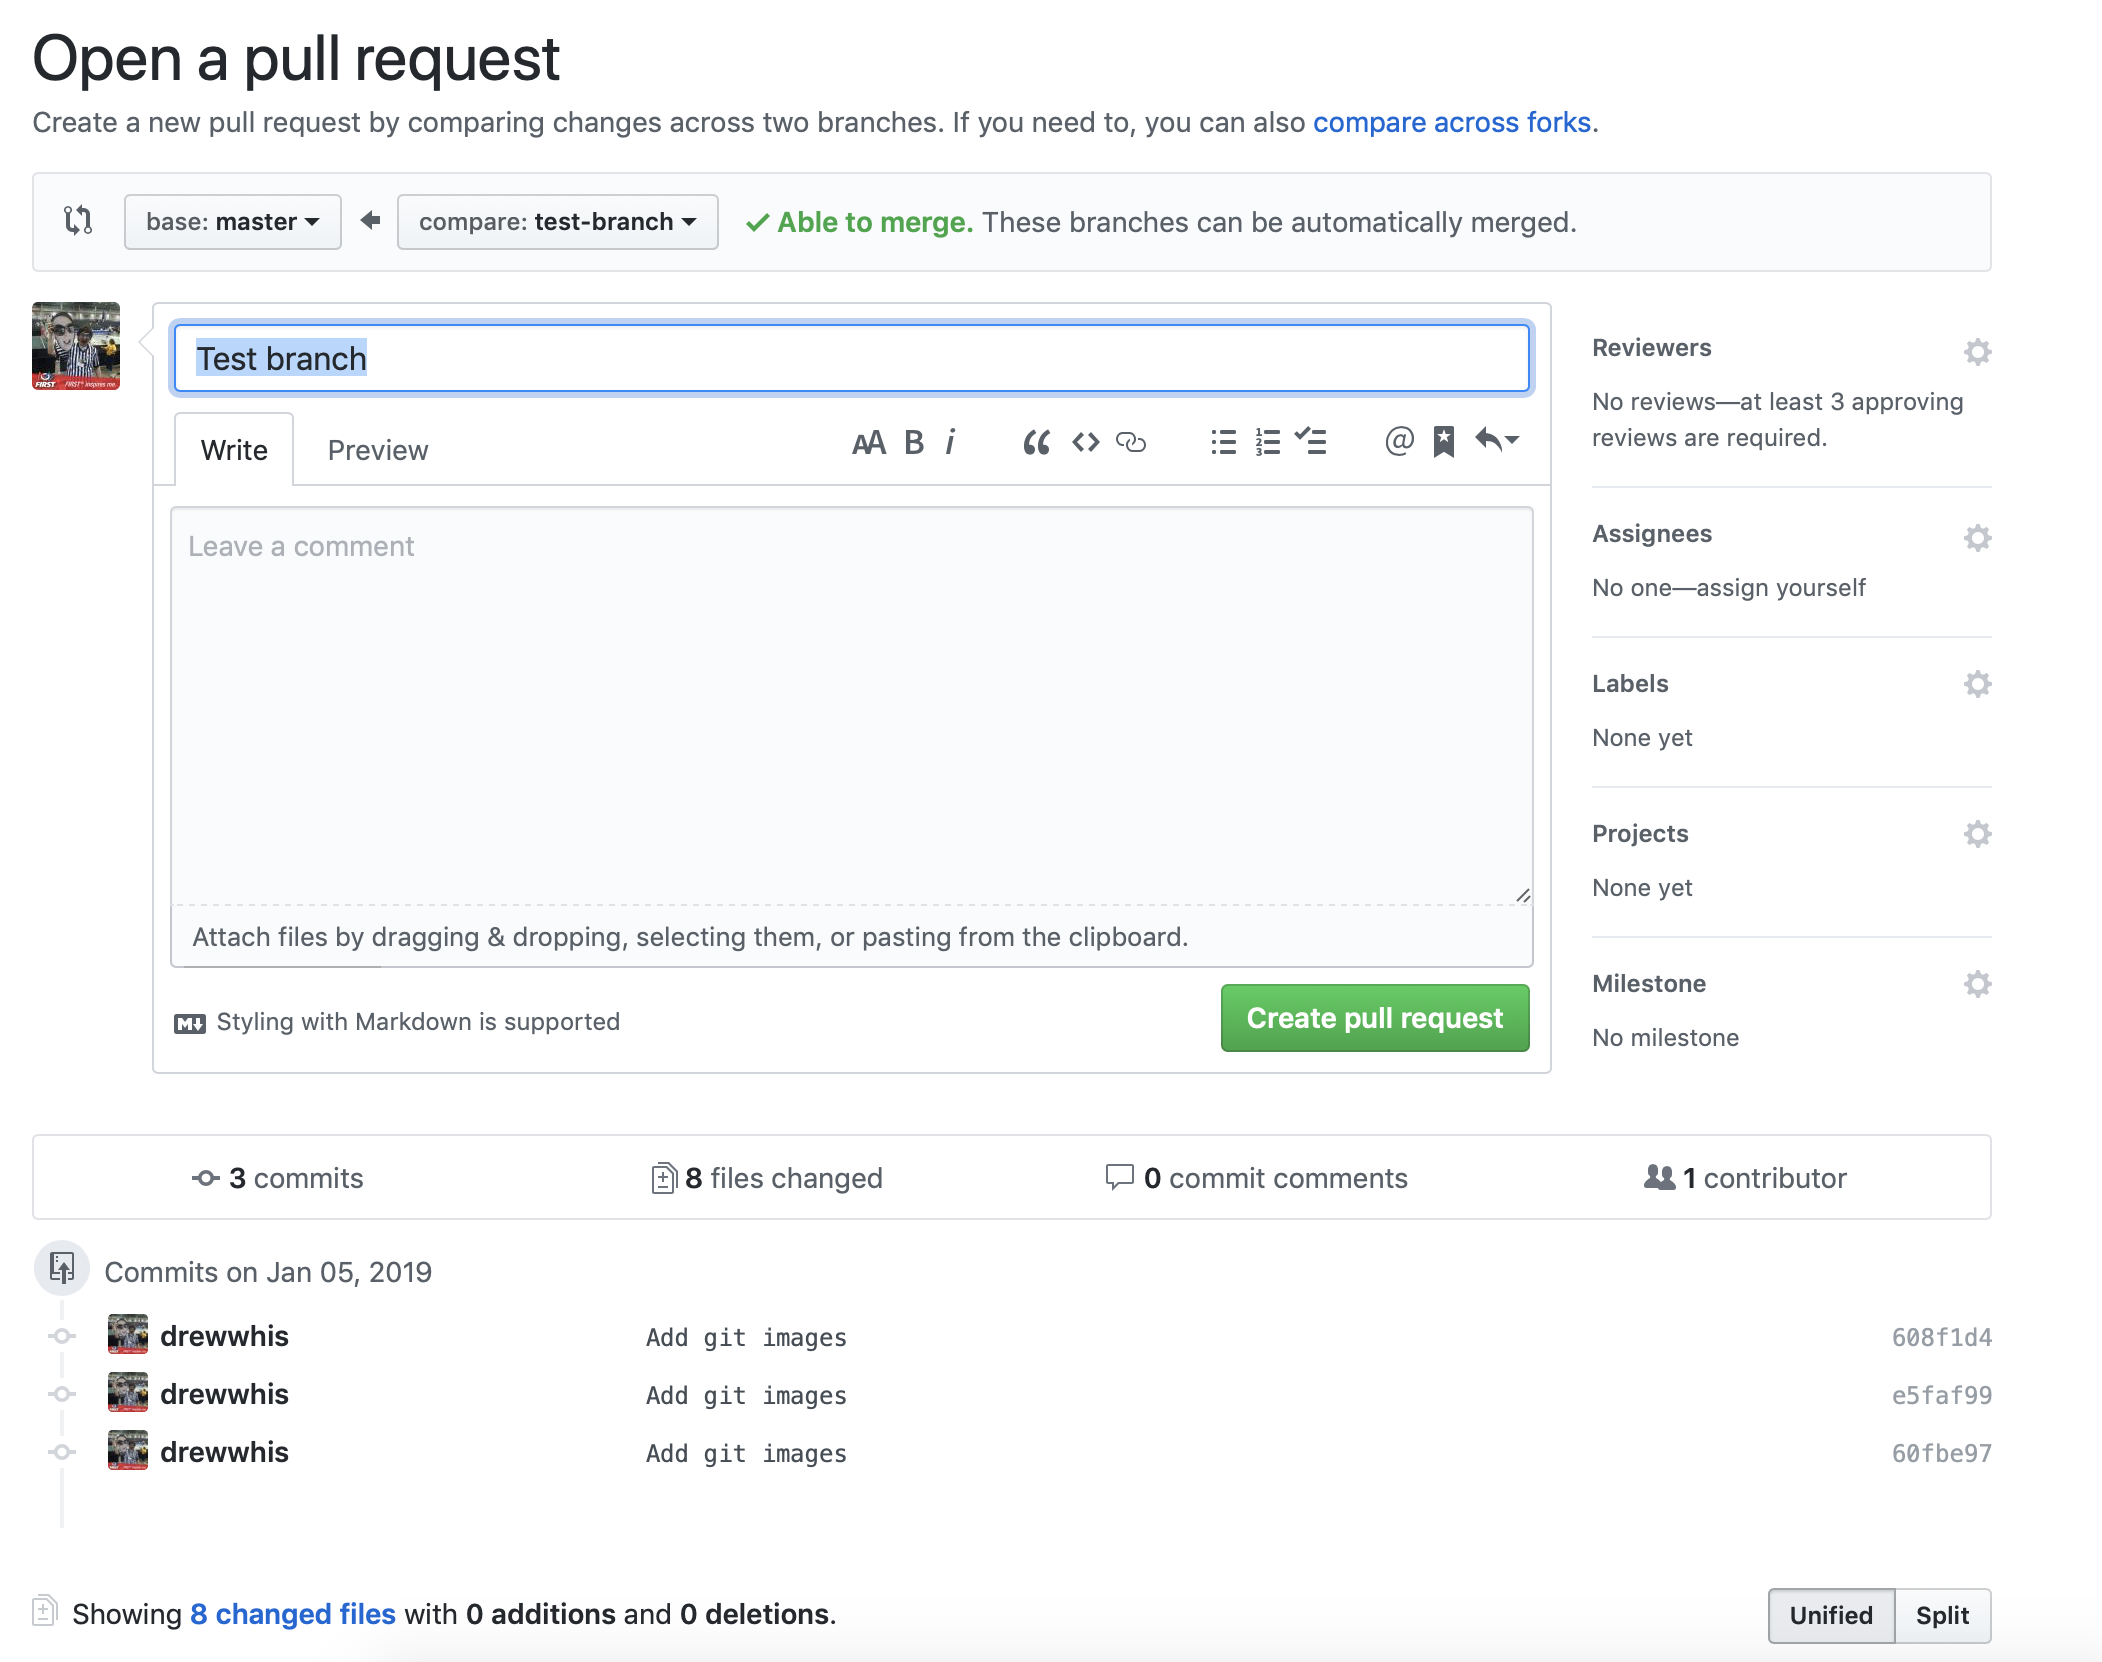 Open a pull request
Create a new pull request by comparing changes across two branches. If you need to, you can also compare across forks.
base: master compare: test-branch Able to merge. These branches can be automatically merged.
Test branch
Write Preview AA B i @
Leave a comment
Attach files by dragging & dropping, selecting them, or pasting from the clipboard.
M Styling with Markdown is supported
Create pull request
Reviewers
No reviews—at least 3 approving
reviews are required.
Assignees
No one—assign yourself
Labels
None yet
Projects
None yet
Milestone
No milestone
3 commits 8 files changed 0 commit comments 1 contributor
Commits on Jan 05, 2019
drewwhis Add git images 608f1d4
drewwhis Add git images e5faf99
drewwhis Add git images 60fbe97
Showing 8 changed files with 0 additions and 0 deletions.
Unified Split